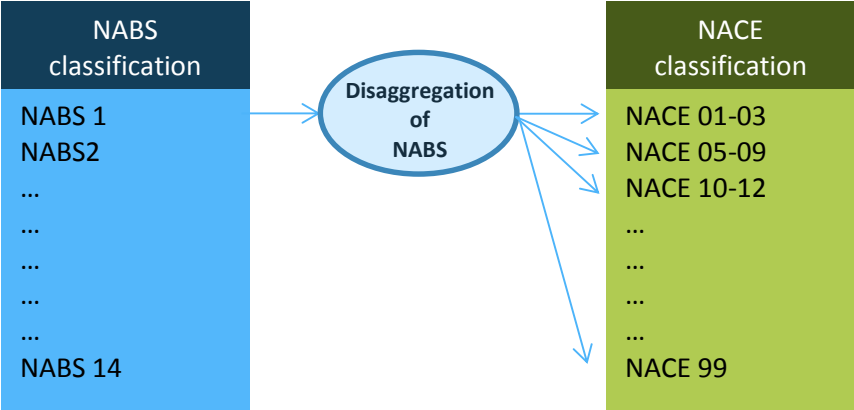 NABS
classification
NABS 1
NABS2
...
...
...
...
...
NABS 14
Disaggregation
of
NABS
NACE
classification
NACE 01-03
NACE 05-09
NACE 10-12
...
...
...
...
NACE 99